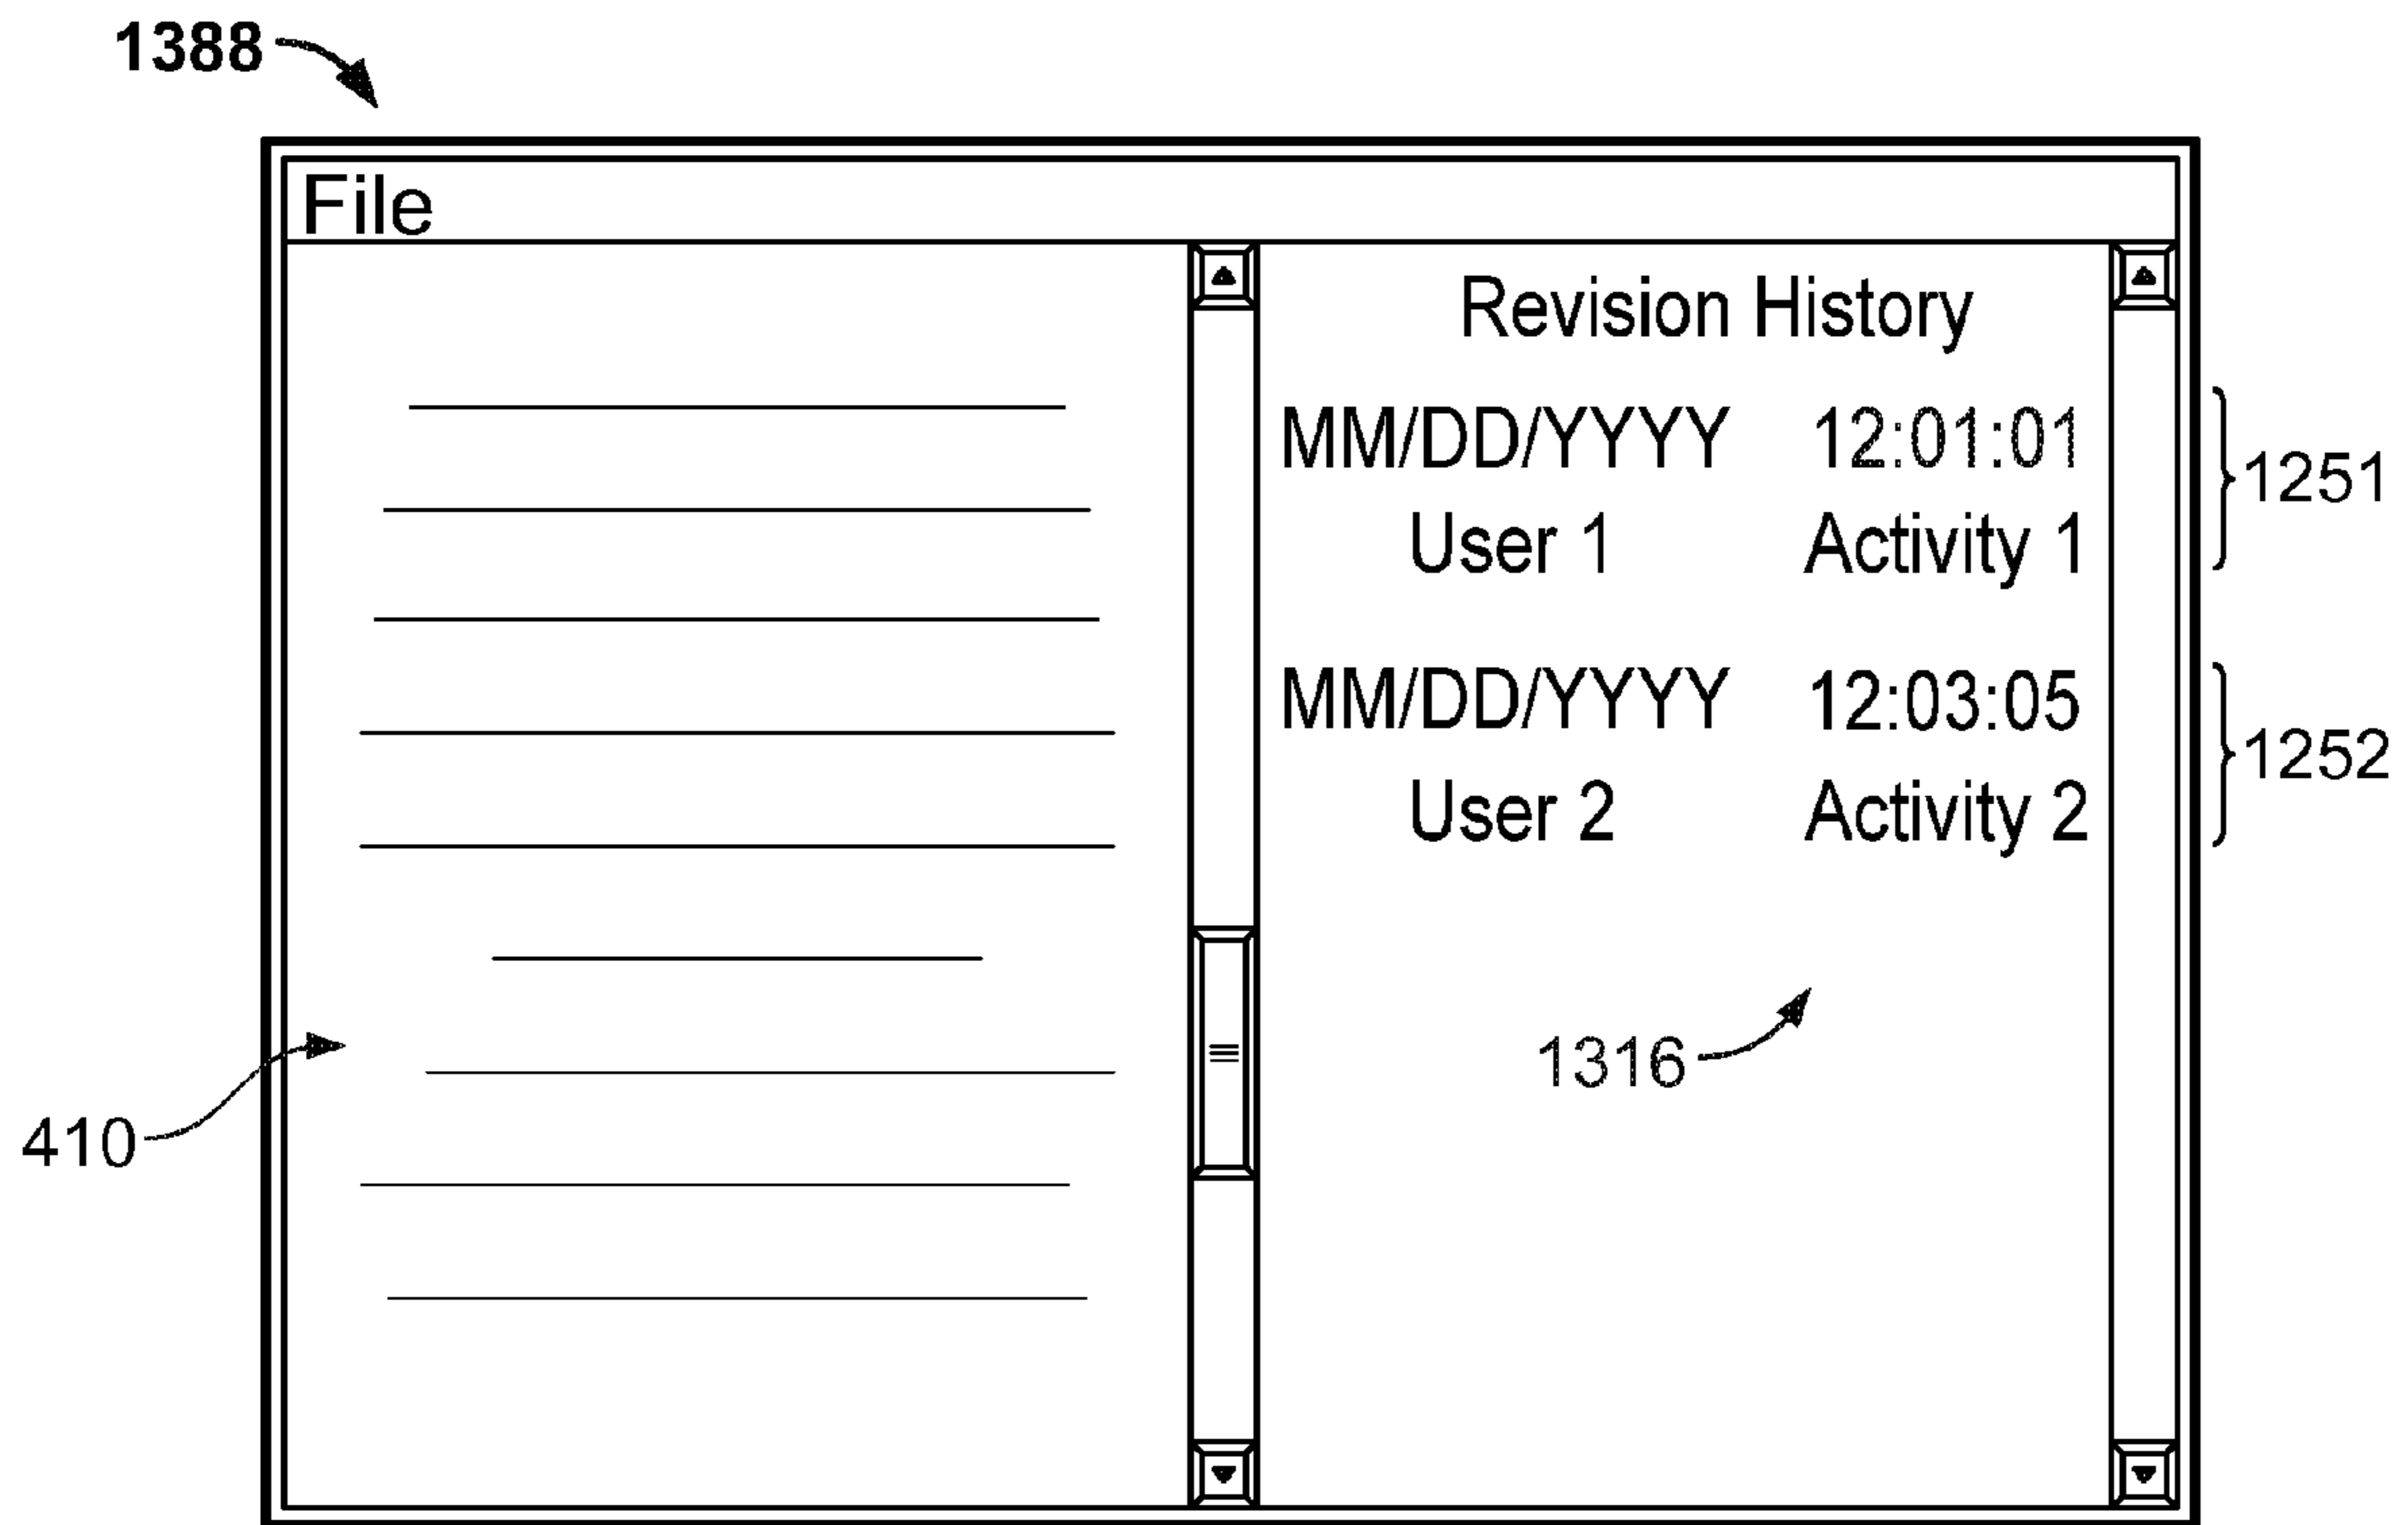 1388
File
Revision History
MM/DD/YYYY 12:01:01
1251
User 1 Activity 1
MM/DD/YYYY 12:03:05
1252
User 2 Activity 2
1316
410